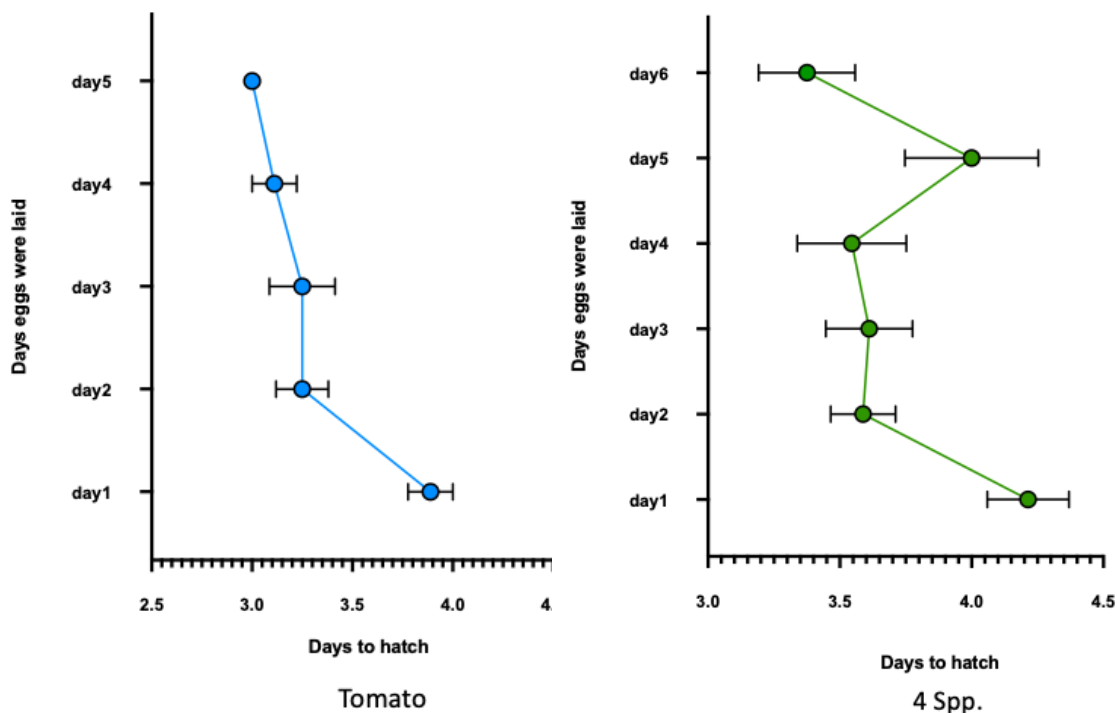 day5
day4
day3
day2
day1
Days eggs were laid
2.5 3.0 3.5 4.0 4.
Days to hatch
Tomato
day6
day5
day4
day3
day2
day1
Days eggs were laid
3.0 3.5 4.0 4.5
Days to hatch
4 Spp.